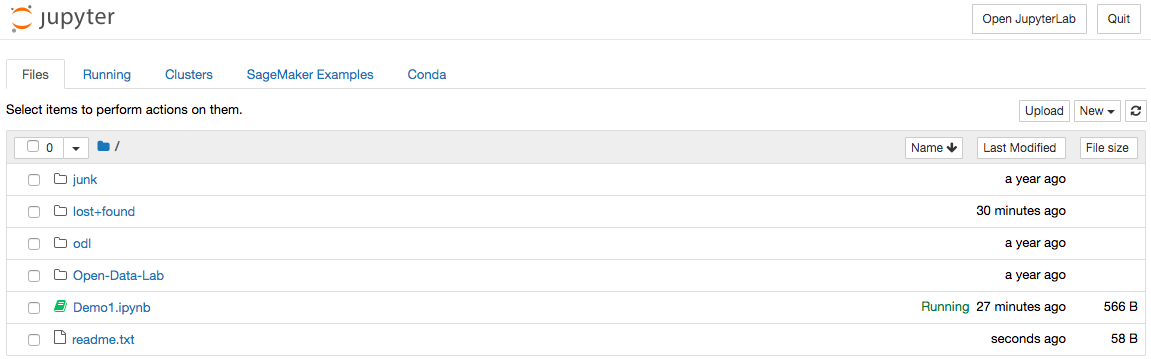 jupyter Open JupyterLab Quit
Files Running Clusters SageMaker Examples Conda
Select items to perform actions on them. Upload New
0 / Name Last Modified File size
junk a year ago
lost+found 30 minutes ago
odl a year ago
Open-Data-Lab a year ago
Demo1.ipynb Running 27 minutes ago 566 B
readme.txt seconds ago 58 B